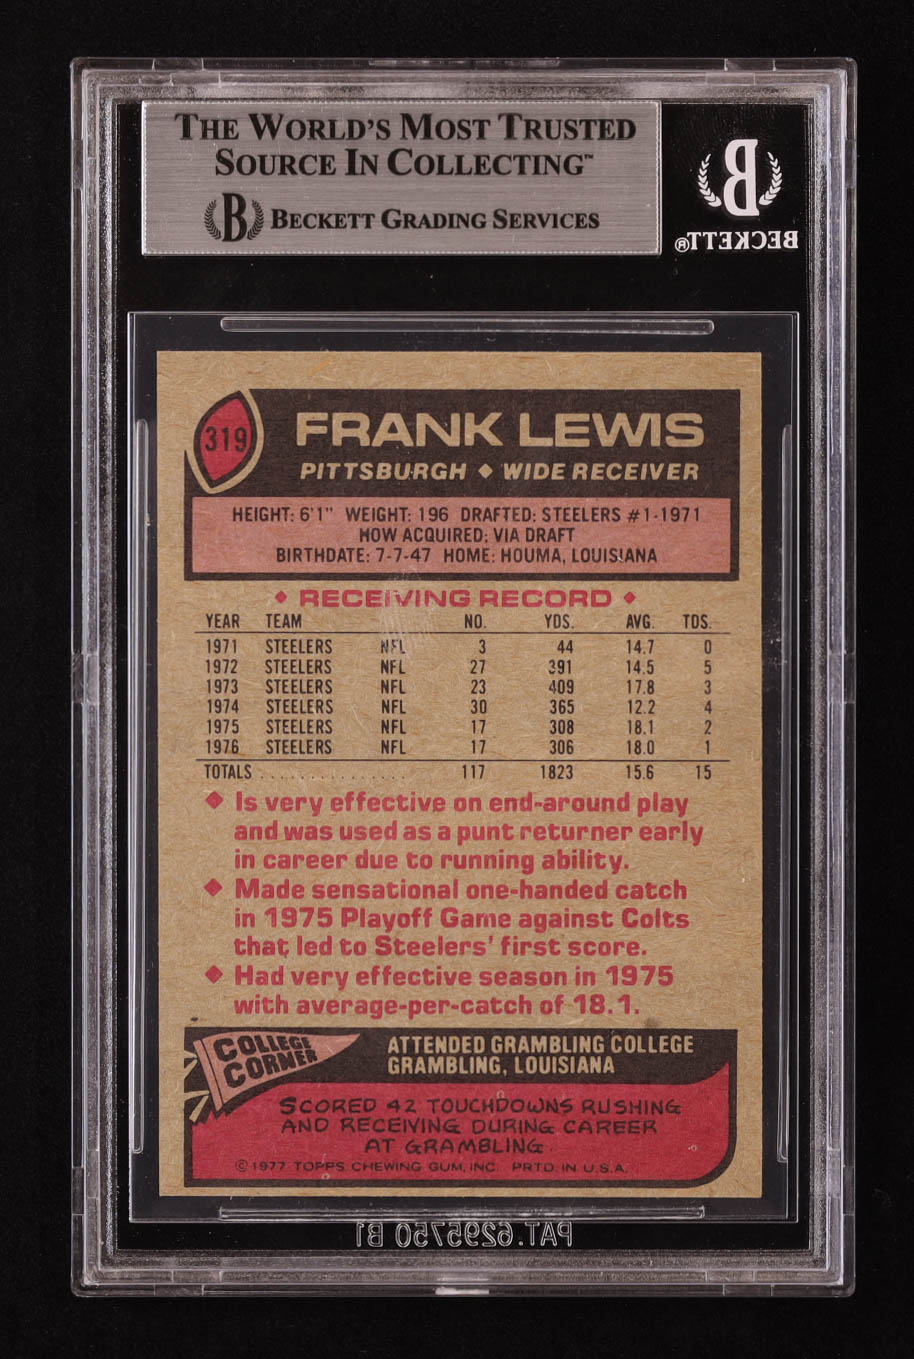 THE WORLD'S MOST TRUSTED
SOURCE IN COLLECTING™
B BECKETT GRADING SERVICES
B
BECKETT®
319
FRANK LEWIS
PITTSBURGH ♦ WIDE RECEIVER
HEIGHT: 6'1" WEIGHT: 196 DRAFTED: STEELERS #1-1971
HOW ACQUIRED: VIA DRAFT
BIRTHDATE: 7-7-47 HOME: HOUMA, LOUISIANA
♦ RECEIVING RECORD ♦
YEAR TEAM NO. YDS. AVG. TDS.
1971 STEELERS NFL 3 44 14.7 0
1972 STEELERS NFL 27 391 14.5 5
1973 STEELERS NFL 23 409 17.8 3
1974 STEELERS NFL 30 365 12.2 4
1975 STEELERS NFL 17 308 18.1 2
1976 STEELERS NFL 17 306 18.0 1
TOTALS . . . . . . . . . . . . . . . 117 1823 15.6 15
♦ Is very effective on end-around play
and was used as a punt returner early
in career due to running ability.
♦ Made sensational one-handed catch
in 1975 Playoff Game against Colts
that led to Steelers' first score.
♦ Had very effective season in 1975
with average-per-catch of 18.1.
COLLEGE
CORNER
ATTENDED GRAMBLING COLLEGE
GRAMBLING, LOUISIANA
SCORED 42 TOUCHDOWNS RUSHING
AND RECEIVING DURING CAREER
AT GRAMBLING.
© 1977 TOPPS CHEWING GUM, INC. PRTD. IN U.S.A.
PAT. 6295750 B1